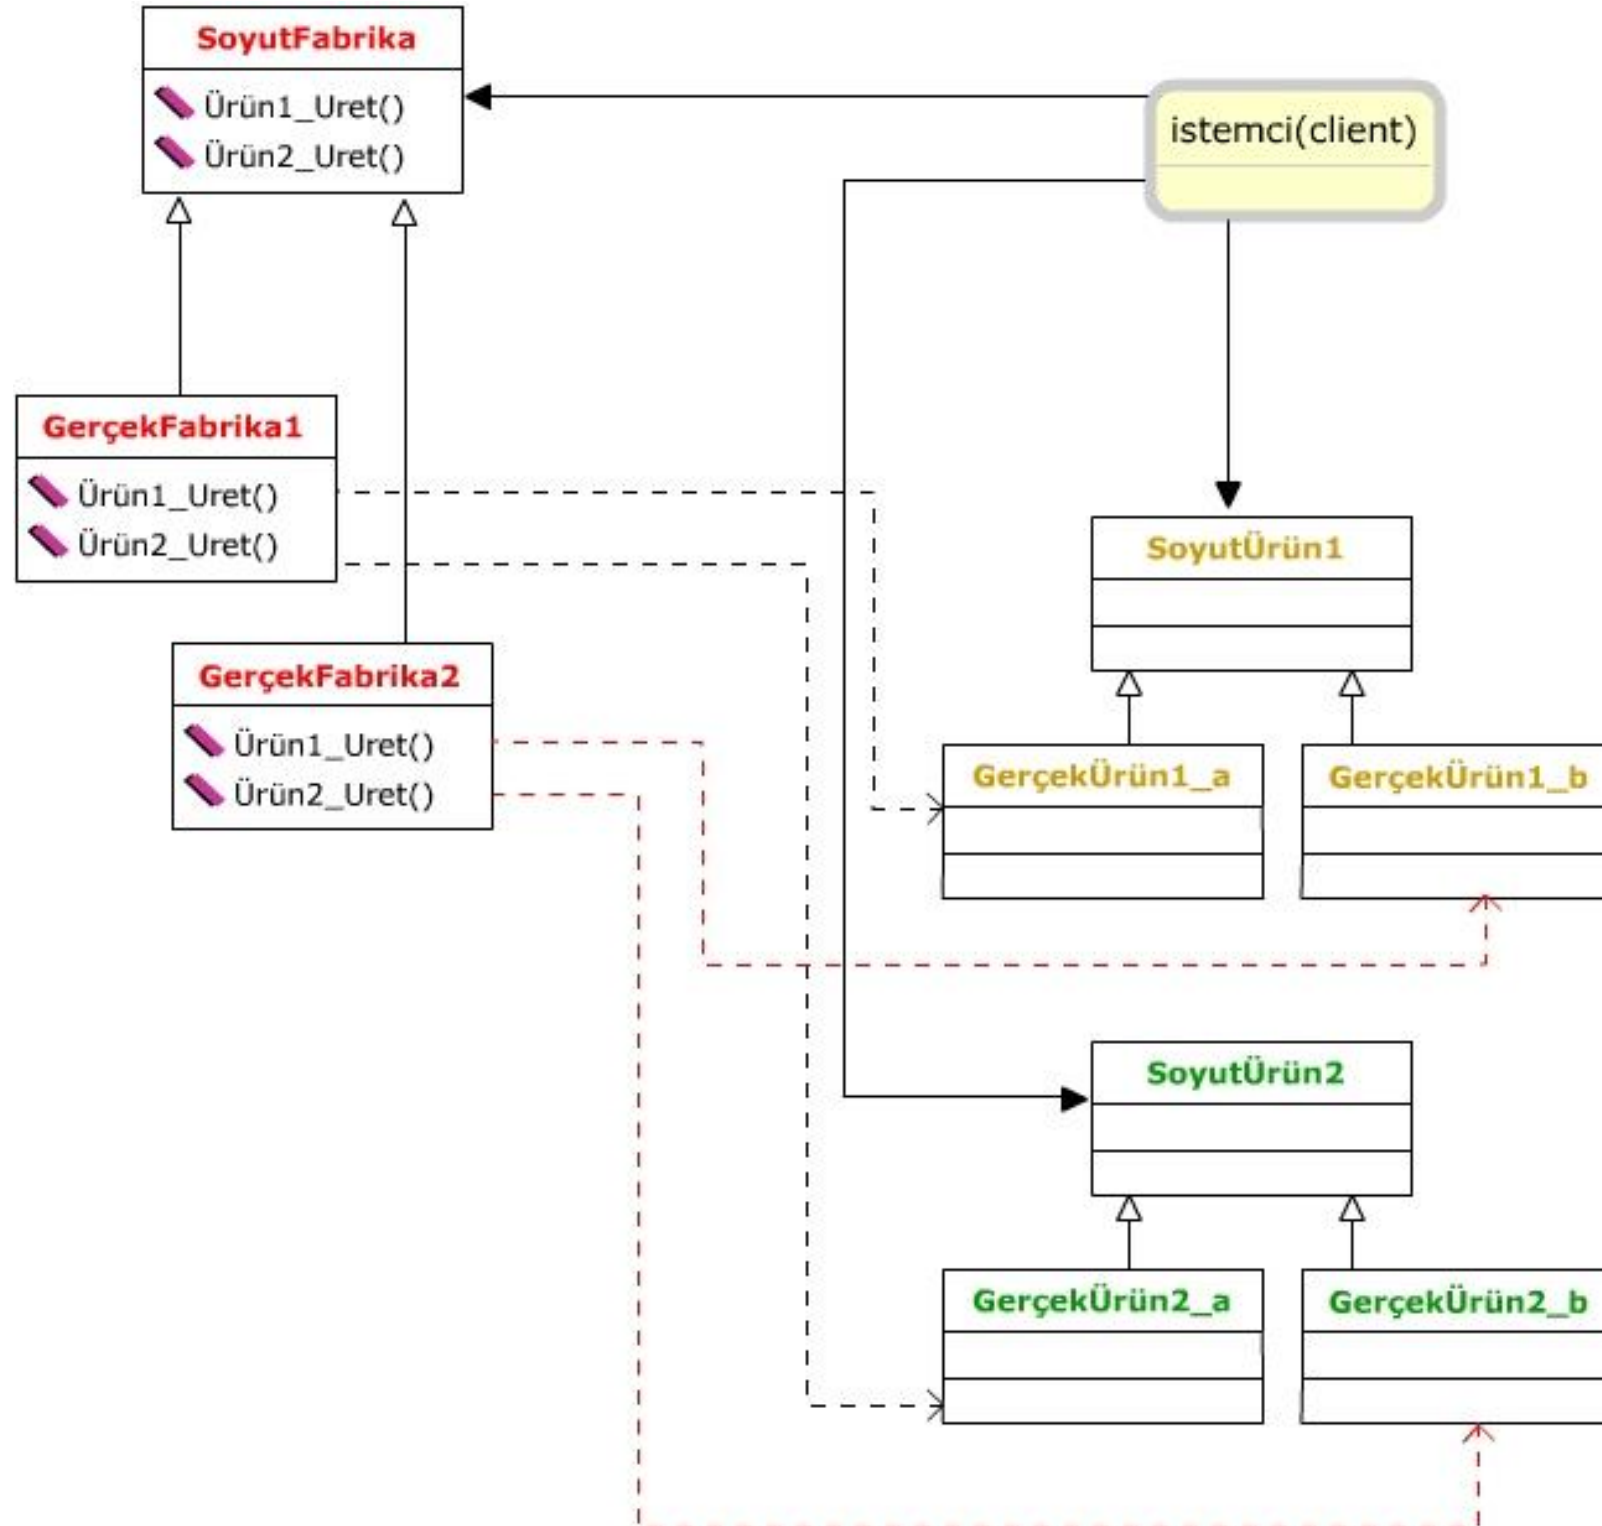 SoyutFabrika
Ürün1_Uret()
Ürün2_Uret()
istemci(client)
GerçekFabrika1
Ürün1_Uret()
Ürün2_Uret()
SoyutÜrün1
GerçekFabrika2
Ürün1_Uret()
Ürün2_Uret()
GerçekÜrün1_a
GerçekÜrün1_b
SoyutÜrün2
GerçekÜrün2_a
GerçekÜrün2_b